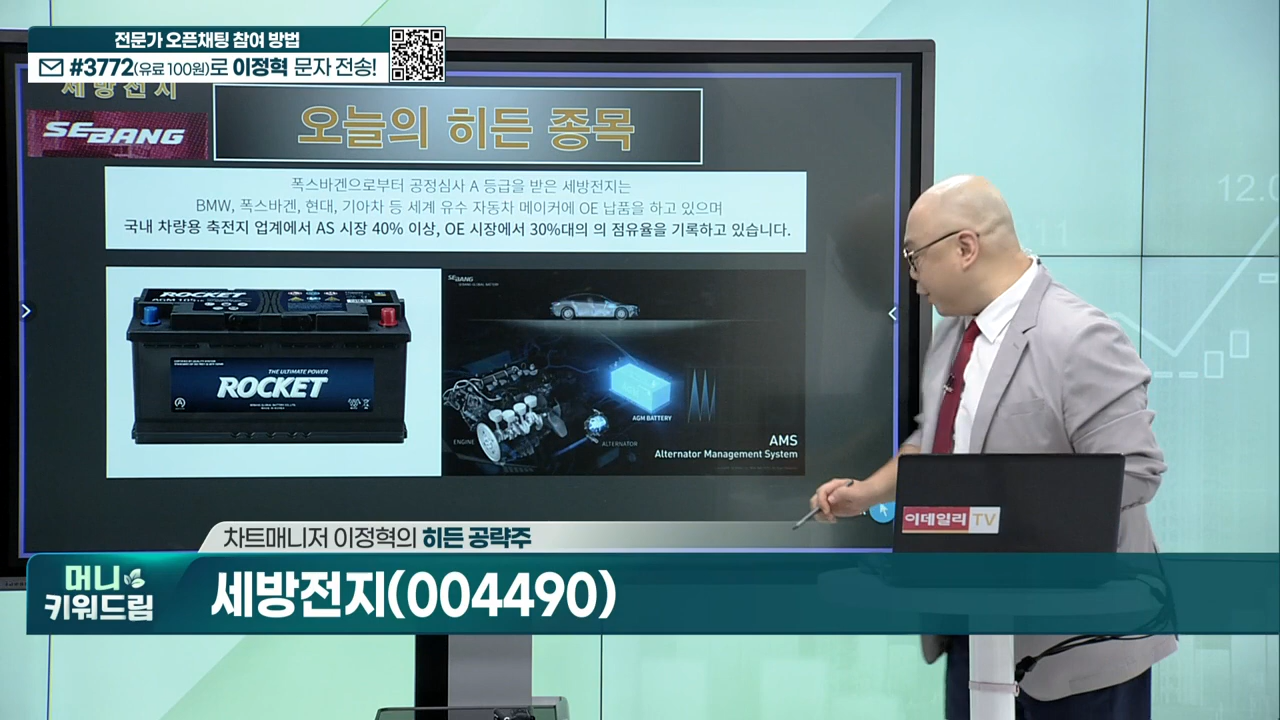 전문가 오픈채팅 참여 방법
#3772(유료 100원)로 이정혁 문자 전송!
세방전지
SEBANG
오늘의 히든 종목
폭스바겐으로부터 공정심사 A 등급을 받은 세방전지는
BMW, 폭스바겐, 현대, 기아차 등 세계 유수 자동차 메이커에 OE 납품을 하고 있으며
국내 차량용 축전지 업계에서 AS 시장 40% 이상, OE 시장에서 30%대의 의 점유율을 기록하고 있습니다.
ROCKET
THE ULTIMATE POWER
ROCKET
SEBANG
AGM BATTERY
ENGINE
ALTERNATOR
AMS
Alternator Management System
12.0
11
이데일리 TV
차트매니저 이정혁의 히든 공략주
머니
키워드림
세방전지(004490)